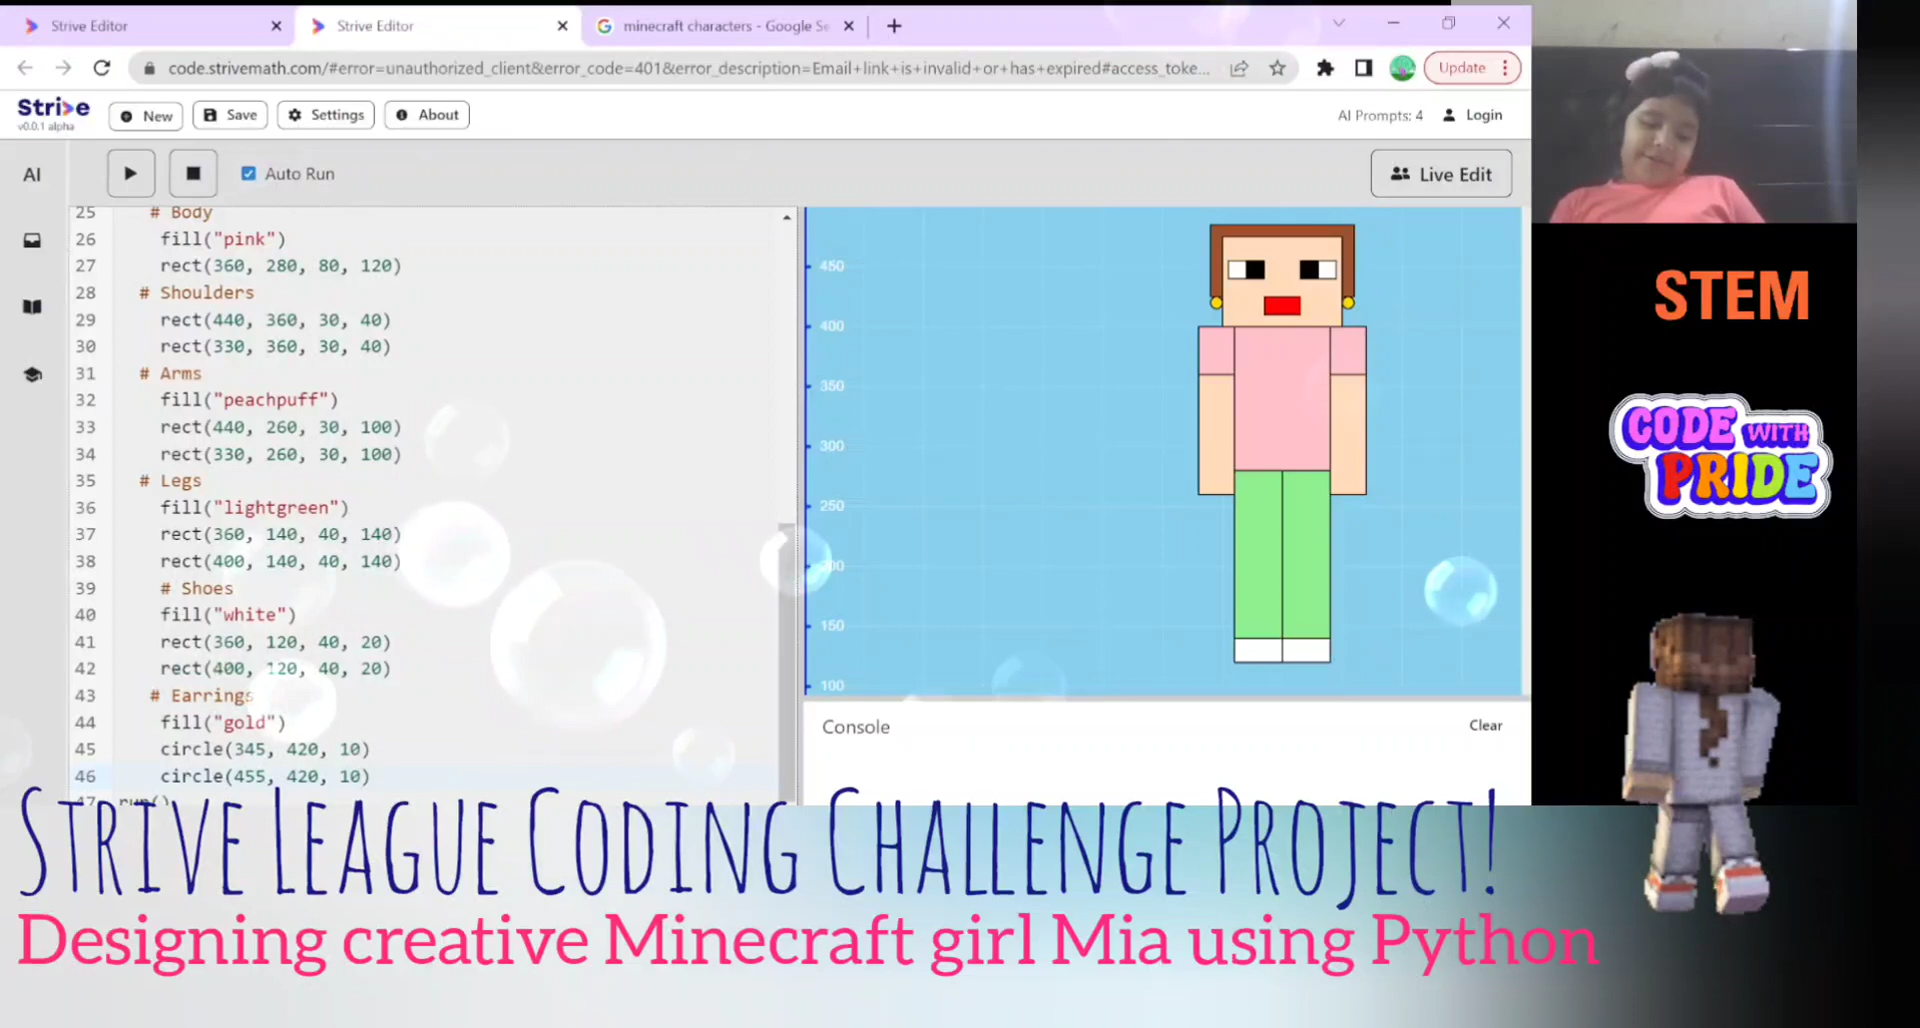 Strive Editor
Strive Editor
minecraft characters - Google Se
code.strivemath.com/#error=unauthorized_client&error_code=401&error_description=Email+link+is+invalid+or+has+expired#access_toke...
Update
Strive
v0.0.1 alpha
New
Save
Settings
About
AI Prompts: 4
Login
AI
Auto Run
Live Edit
25 # Body
26 fill("pink")
27 rect(360, 280, 80, 120)
28 # Shoulders
29 rect(440, 360, 30, 40)
30 rect(330, 360, 30, 40)
31 # Arms
32 fill("peachpuff")
33 rect(440, 260, 30, 100)
34 rect(330, 260, 30, 100)
35 # Legs
36 fill("lightgreen")
37 rect(360, 140, 40, 140)
38 rect(400, 140, 40, 140)
39 # Shoes
40 fill("white")
41 rect(360, 120, 40, 20)
42 rect(400, 120, 40, 20)
43 # Earrings
44 fill("gold")
45 circle(345, 420, 10)
46 circle(455, 420, 10)
47 run()
450
400
350
300
250
200
150
100
Console
Clear
STEM
CODE WITH
PRIDE
STRIVE LEAGUE CODING CHALLENGE PROJECT!
Designing creative Minecraft girl Mia using Python